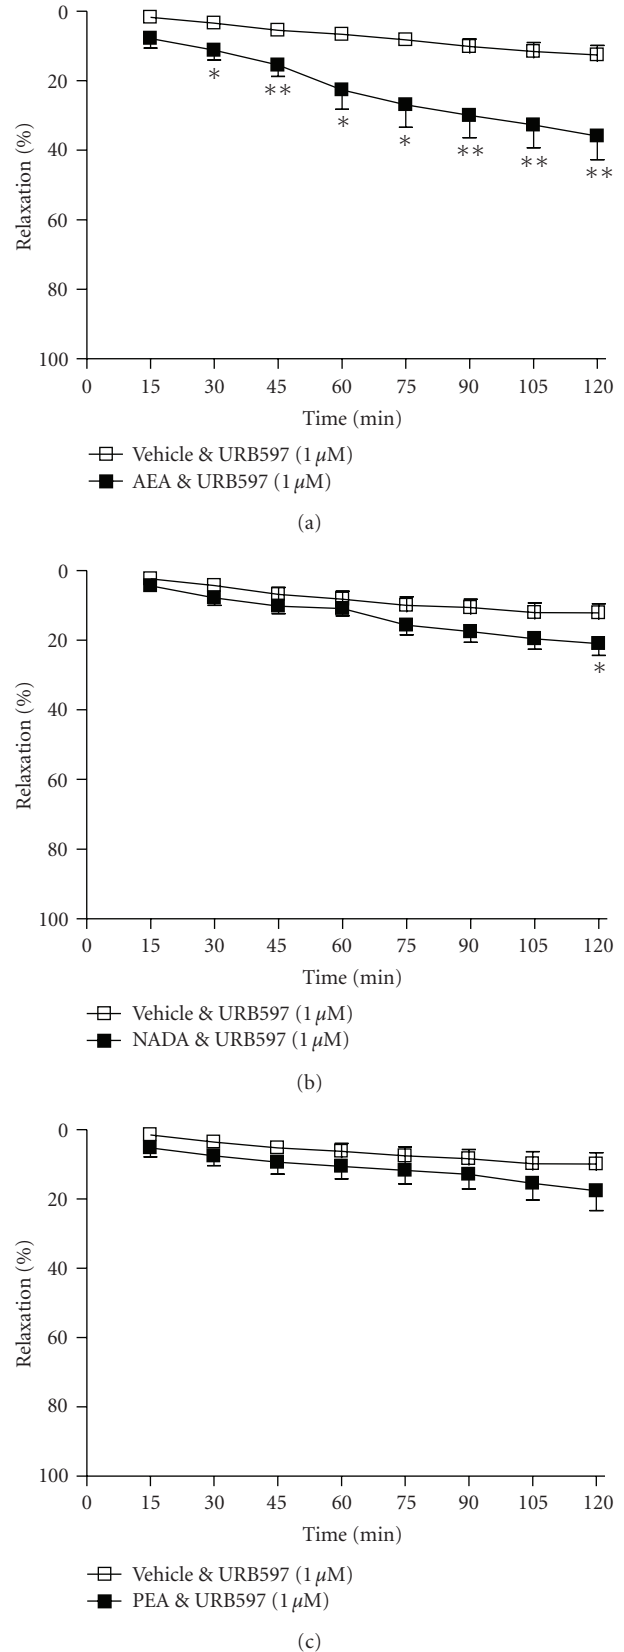 0
20
40
60
80
100
Relaxation (%)
*
**
*
*
**
**
**
0 15 30 45 60 75 90 105 120
Time (min)
Vehicle & URB597 (1 µM)
AEA & URB597 (1 µM)
(a)
0
20
40
60
80
100
Relaxation (%)
*
0 15 30 45 60 75 90 105 120
Time (min)
Vehicle & URB597 (1 µM)
NADA & URB597 (1 µM)
(b)
0
20
40
60
80
100
Relaxation (%)
0 15 30 45 60 75 90 105 120
Time (min)
Vehicle & URB597 (1 µM)
PEA & URB597 (1 µM)
(c)